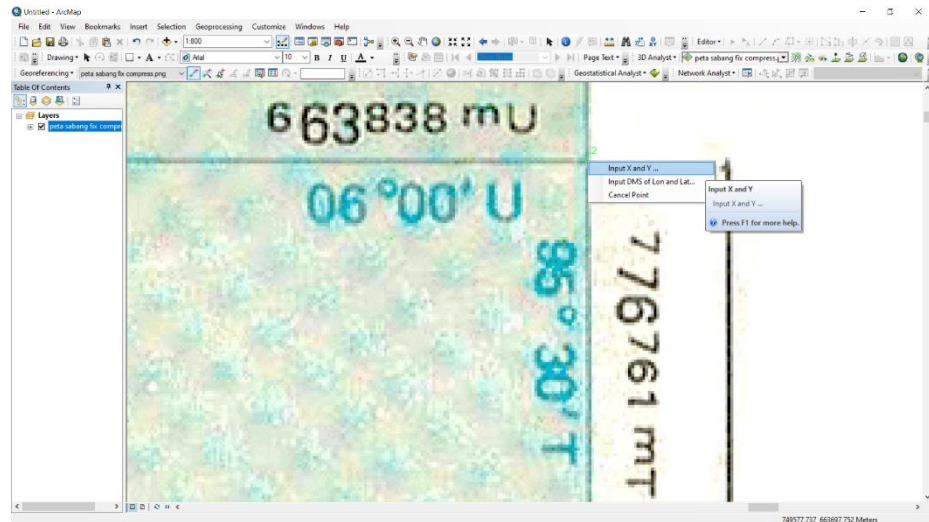 Untitled - ArcMap
File Edit View Bookmarks Insert Selection Geoprocessing Customize Windows Help
1:800
Editor
Drawing
A
Arial
10
B I U A
Page Text
3D Analyst
peta sabang fix compress.
Georeferencing
peta sabang fix compress.png
Geostatistical Analyst
Network Analyst
Table Of Contents
Layers
peta sabang fix compre
663838 mU
2
Input X and Y ...
Input DMS of Lon and Lat...
Cancel Point
Input X and Y
Input X and Y ...
Press F1 for more help.
06°00' U
95° 30' T
776761 mT
749577.737 663697.752 Meters